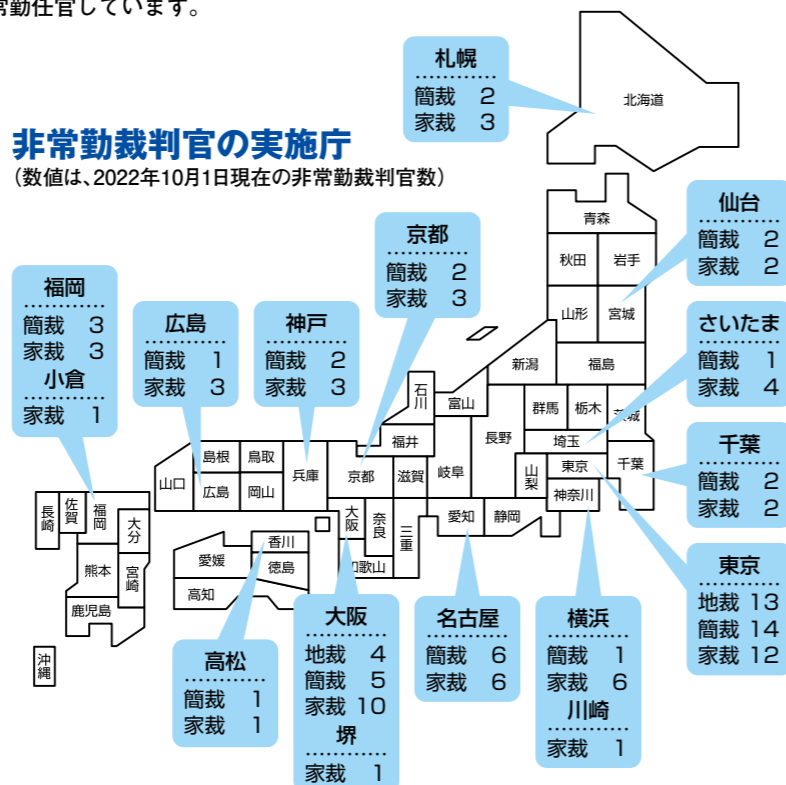 常勤任官しています。
非常勤裁判官の実施庁
(数値は、2022年10月1日現在の非常勤裁判官数)
札幌
簡裁 2
家裁 3
仙台
簡裁 2
家裁 2
さいたま
簡裁 1
家裁 4
千葉
簡裁 2
家裁 2
東京
地裁 13
簡裁 14
家裁 12
横浜
簡裁 1
家裁 6
川崎
家裁 1
名古屋
簡裁 6
家裁 6
京都
簡裁 2
家裁 3
大阪
地裁 4
簡裁 5
家裁 10
堺
家裁 1
神戸
簡裁 2
家裁 3
広島
簡裁 1
家裁 3
高松
簡裁 1
家裁 1
福岡
簡裁 3
家裁 3
小倉
家裁 1
北海道
青森
秋田
岩手
山形
宮城
新潟
福島
群馬
栃木
茨城
埼玉
東京
千葉
神奈川
山梨
長野
石川
富山
福井
岐阜
愛知
静岡
滋賀
京都
三重
奈良
大阪
和歌山
兵庫
鳥取
岡山
島根
広島
山口
香川
徳島
愛媛
高知
福岡
佐賀
長崎
大分
熊本
宮崎
鹿児島
沖縄